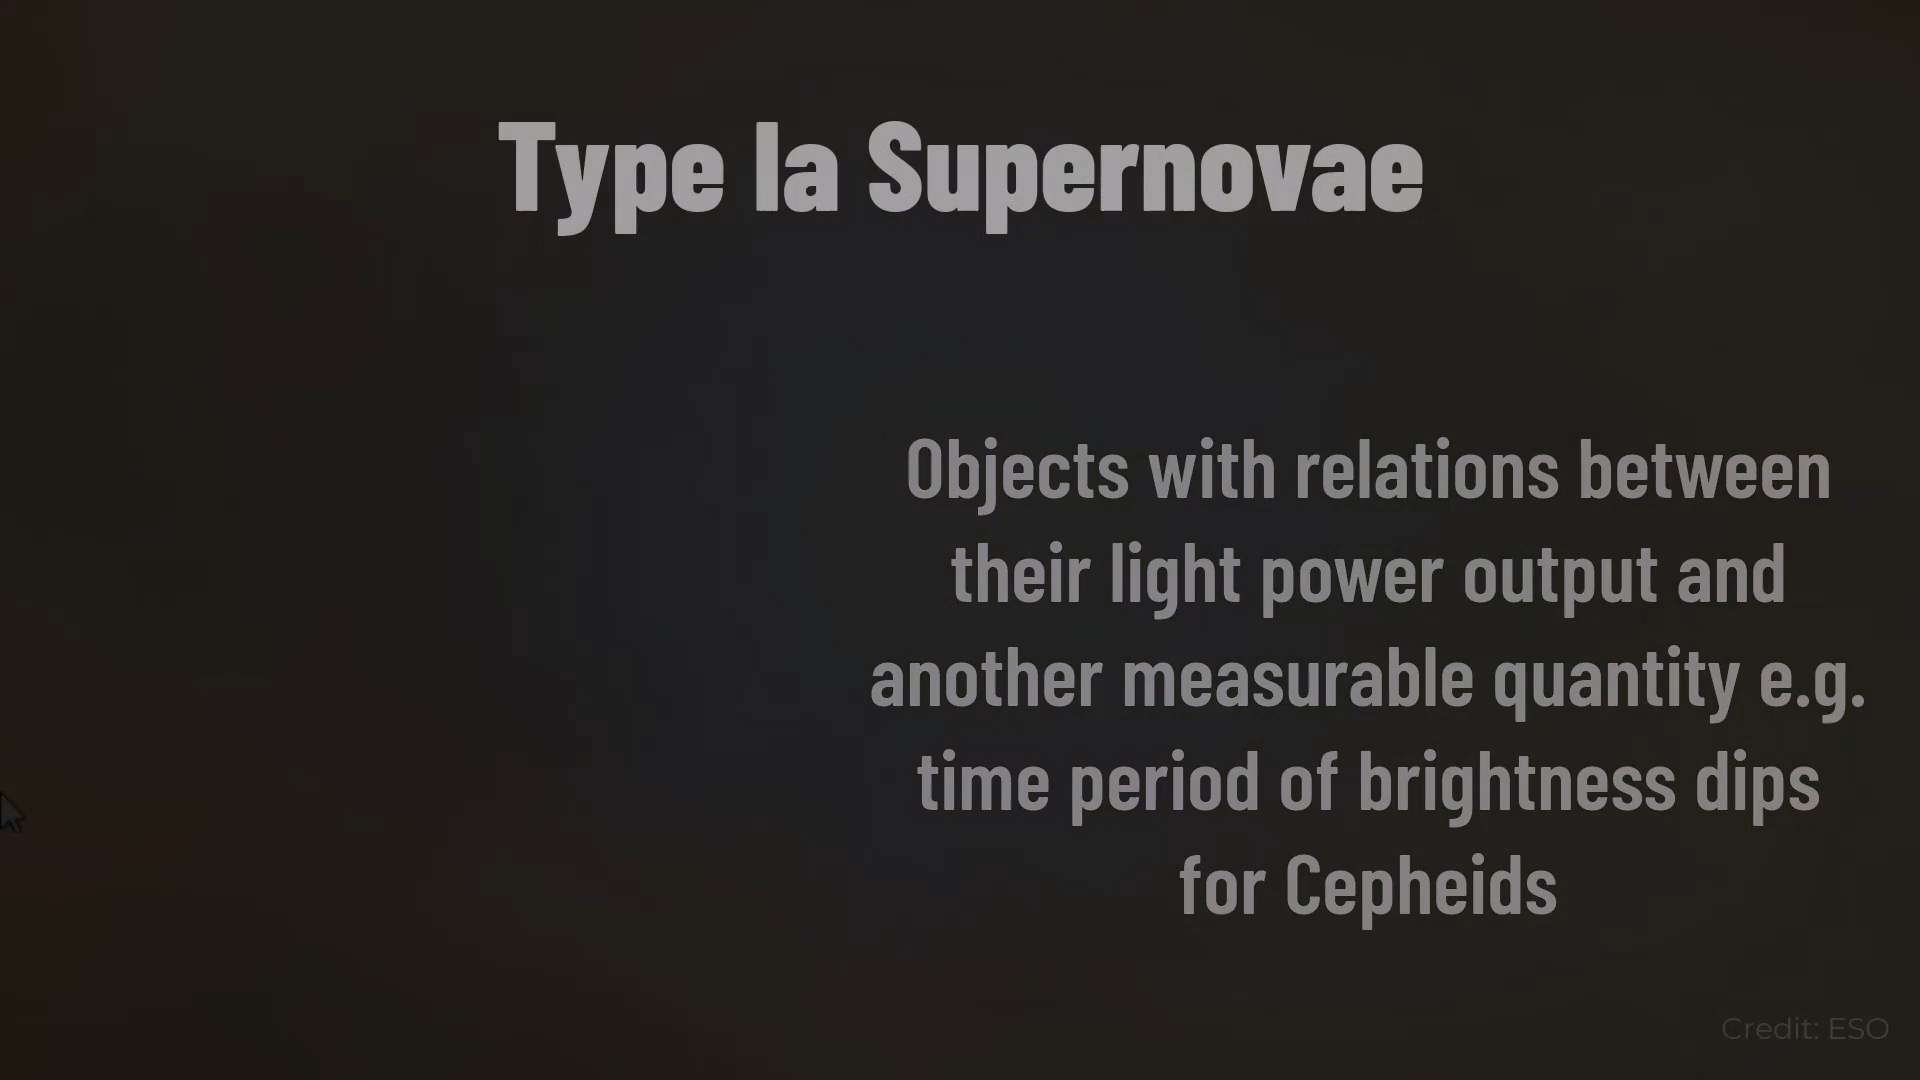 Type Ia Supernovae
Objects with relations between
their light power output and
another measurable quantity e.g.
time period of brightness dips
for Cepheids
Credit: ESO